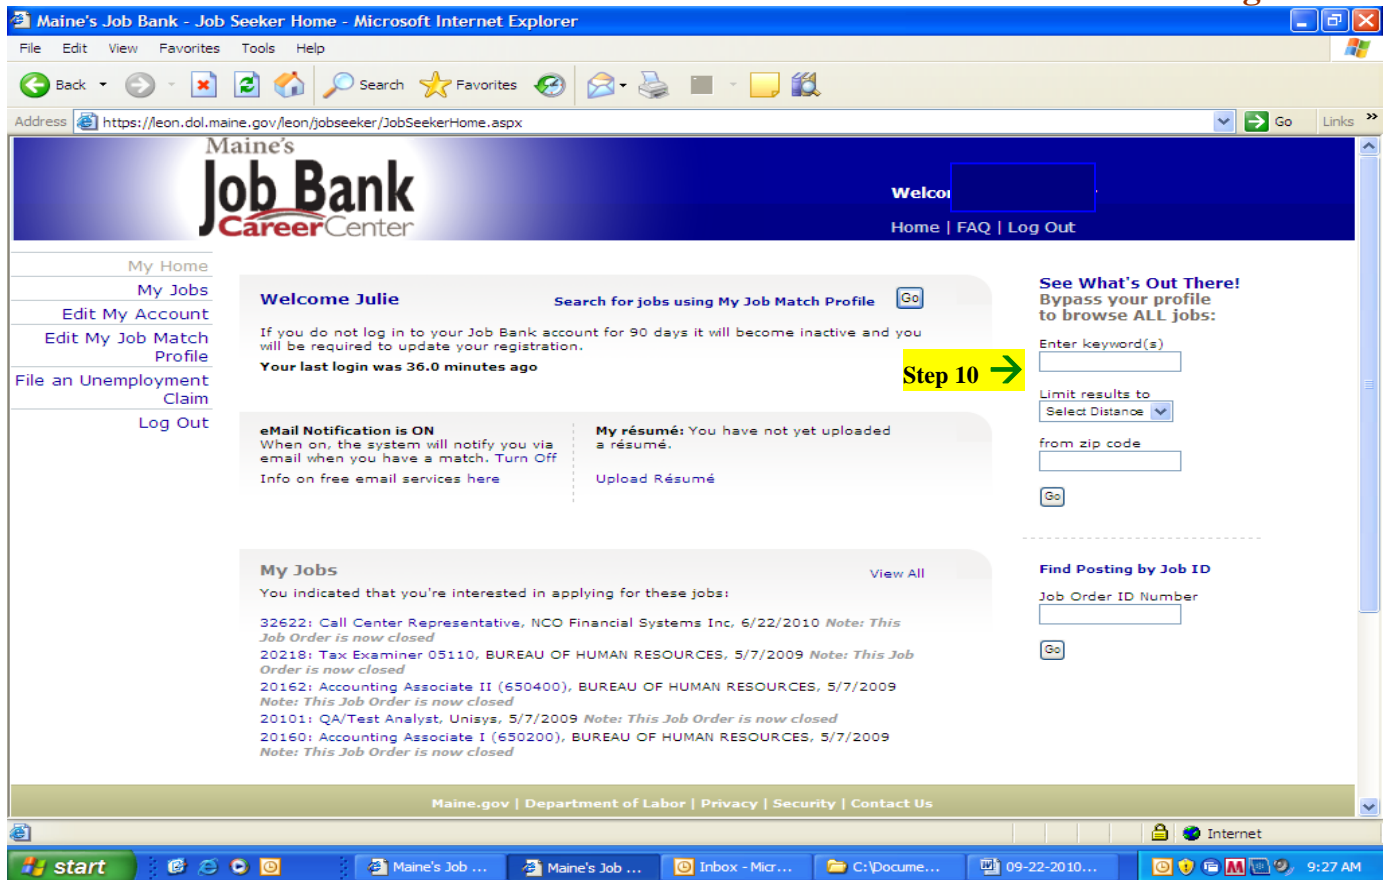 Maine's Job Bank - Job Seeker Home - Microsoft Internet Explorer
File Edit View Favorites Tools Help
Back Search Favorites
Address https://leon.dol.maine.gov/leon/jobseeker/JobSeekerHome.aspx Go Links »
Maine's
Job Bank
CareerCenter
Home | FAQ | Log Out
My Home
My Jobs
Edit My Account
Edit My Job Match
Profile
File an Unemployment
Claim
Log Out
Welcome Julie Search for jobs using My Job Match Profile Go
If you do not log in to your Job Bank account for 90 days it will become inactive and you
will be required to update your registration.
Your last login was 36.0 minutes ago
eMail Notification is ON
When on, the system will notify you via
email when you have a match. Turn Off
Info on free email services here
My résumé: You have not yet uploaded
a résumé.
Upload Résumé
My Jobs View All
You indicated that you're interested in applying for these jobs:
32622: Call Center Representative, NCO Financial Systems Inc, 6/22/2010 Note: This
Job Order is now closed
20218: Tax Examiner 05110, BUREAU OF HUMAN RESOURCES, 5/7/2009 Note: This Job
Order is now closed
20162: Accounting Associate II (650400), BUREAU OF HUMAN RESOURCES, 5/7/2009
Note: This Job Order is now closed
20101: QA/Test Analyst, Unisys, 5/7/2009 Note: This Job Order is now closed
20160: Accounting Associate I (650200), BUREAU OF HUMAN RESOURCES, 5/7/2009
Note: This Job Order is now closed
See What's Out There!
Bypass your profile
to browse ALL jobs:
Enter keyword(s)
Step 10 →
Limit results to
Select Distance
from zip code
Go
Find Posting by Job ID
Job Order ID Number
Go
Maine.gov | Department of Labor | Privacy | Security | Contact Us
Internet
start Maine's Job ... Maine's Job ... Inbox - Micr... C:\Docume... 09-22-2010... 9:27 AM